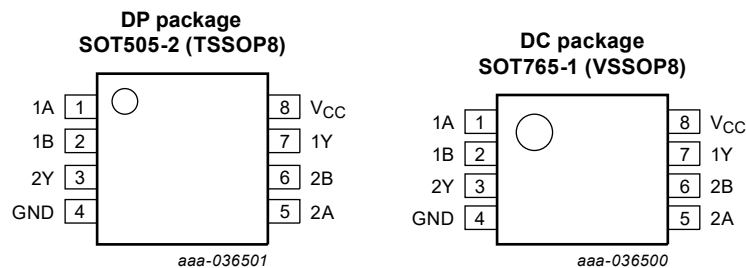 DP package
SOT505-2 (TSSOP8)
1A 1 8 VCC
1B 2 7 1Y
2Y 3 6 2B
GND 4 5 2A
aaa-036501
DC package
SOT765-1 (VSSOP8)
1A 1 8 VCC
1B 2 7 1Y
2Y 3 6 2B
GND 4 5 2A
aaa-036500